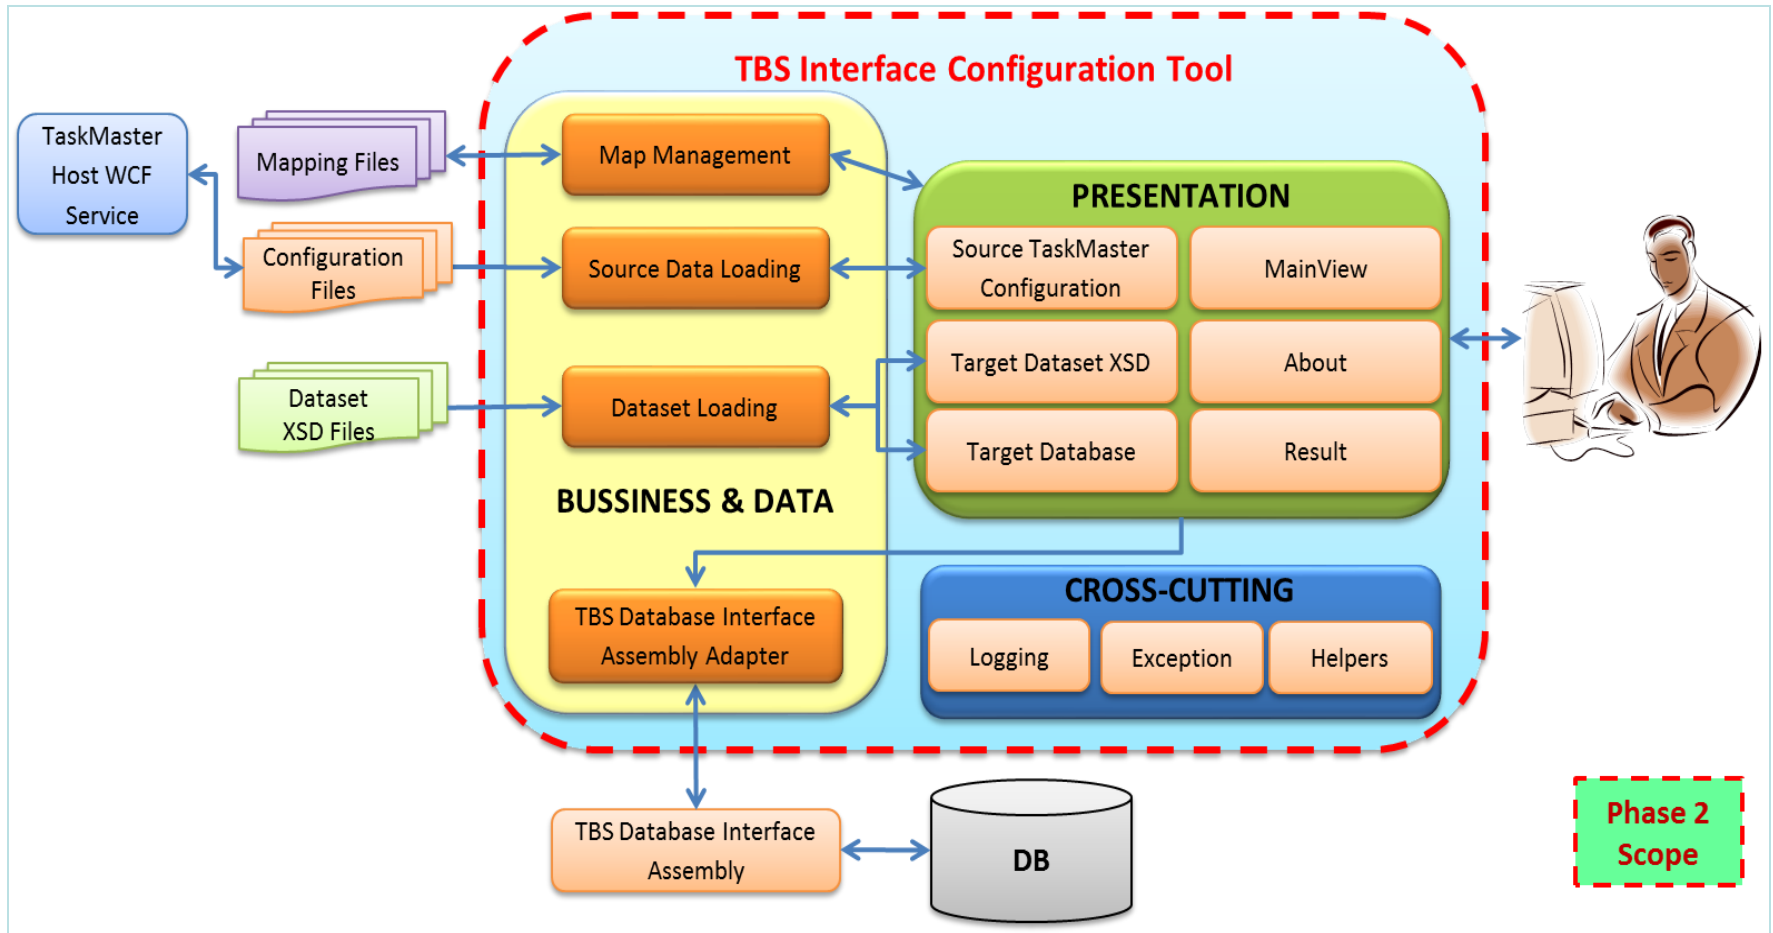 TBS Interface Configuration Tool
TaskMaster
Host WCF
Service
Mapping Files
Configuration
Files
Dataset
XSD Files
Map Management
Source Data Loading
Dataset Loading
BUSSINESS & DATA
TBS Database Interface
Assembly Adapter
PRESENTATION
Source TaskMaster
Configuration
MainView
Target Dataset XSD
About
Target Database
Result
CROSS-CUTTING
Logging
Exception
Helpers
TBS Database Interface
Assembly
DB
Phase 2
Scope